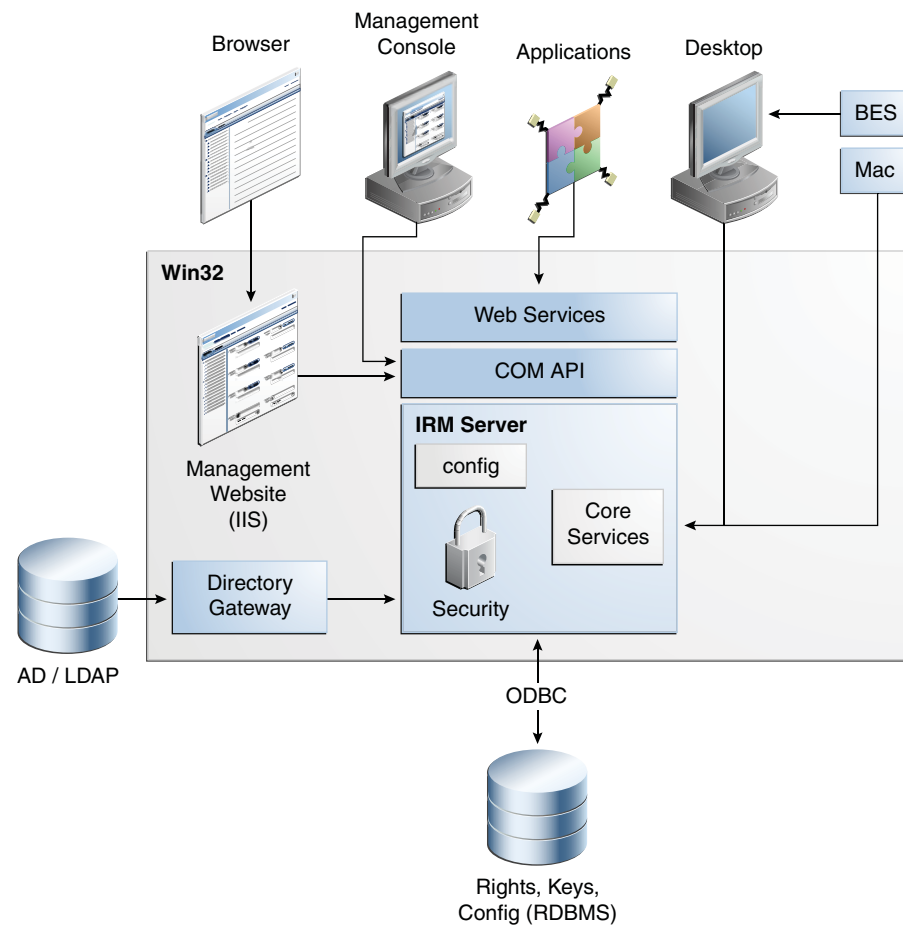 Browser
Management
Console
Applications
Desktop
BES
Mac
Win32
Web Services
COM API
IRM Server
config
Core
Services
Security
Management
Website
(IIS)
Directory
Gateway
AD / LDAP
ODBC
Rights, Keys,
Config (RDBMS)